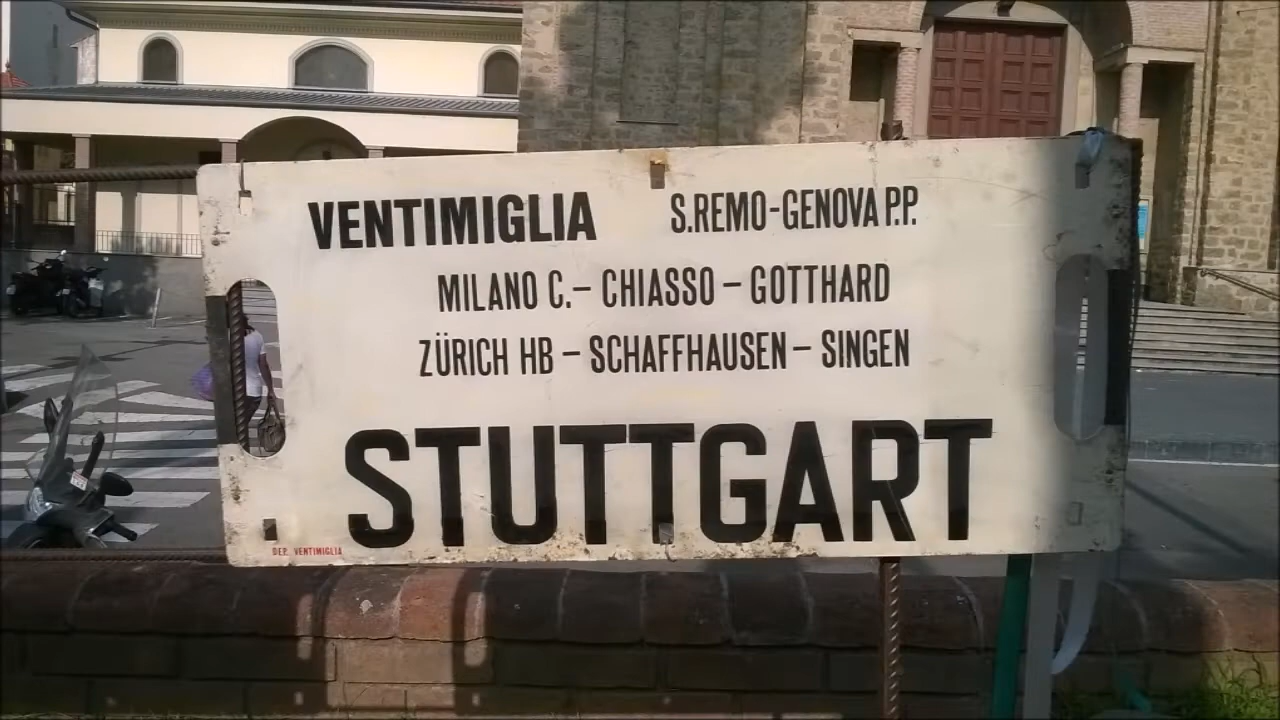 VENTIMIGLIA S.REMO-GENOVA P.P.
MILANO C.– CHIASSO – GOTTHARD
ZÜRICH HB – SCHAFFHAUSEN – SINGEN
STUTTGART
DEP. VENTIMIGLIA